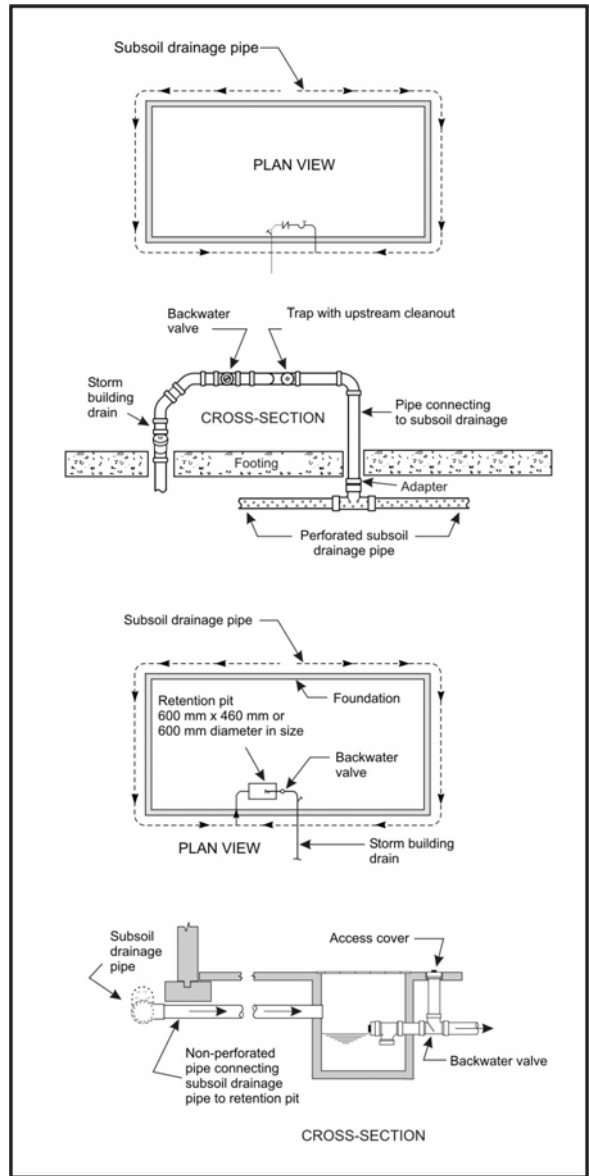 Subsoil drainage pipe
PLAN VIEW
Backwater
valve
Trap with upstream cleanout
Storm
building
drain
CROSS-SECTION
Pipe connecting
to subsoil drainage
Footing
Adapter
Perforated subsoil
drainage pipe
Subsoil drainage pipe
Foundation
Retention pit
600 mm x 460 mm or
600 mm diameter in size
Backwater
valve
PLAN VIEW
Storm building
drain
Subsoil
drainage
pipe
Access cover
Non-perforated
pipe connecting
subsoil drainage
pipe to retention pit
Backwater valve
CROSS-SECTION